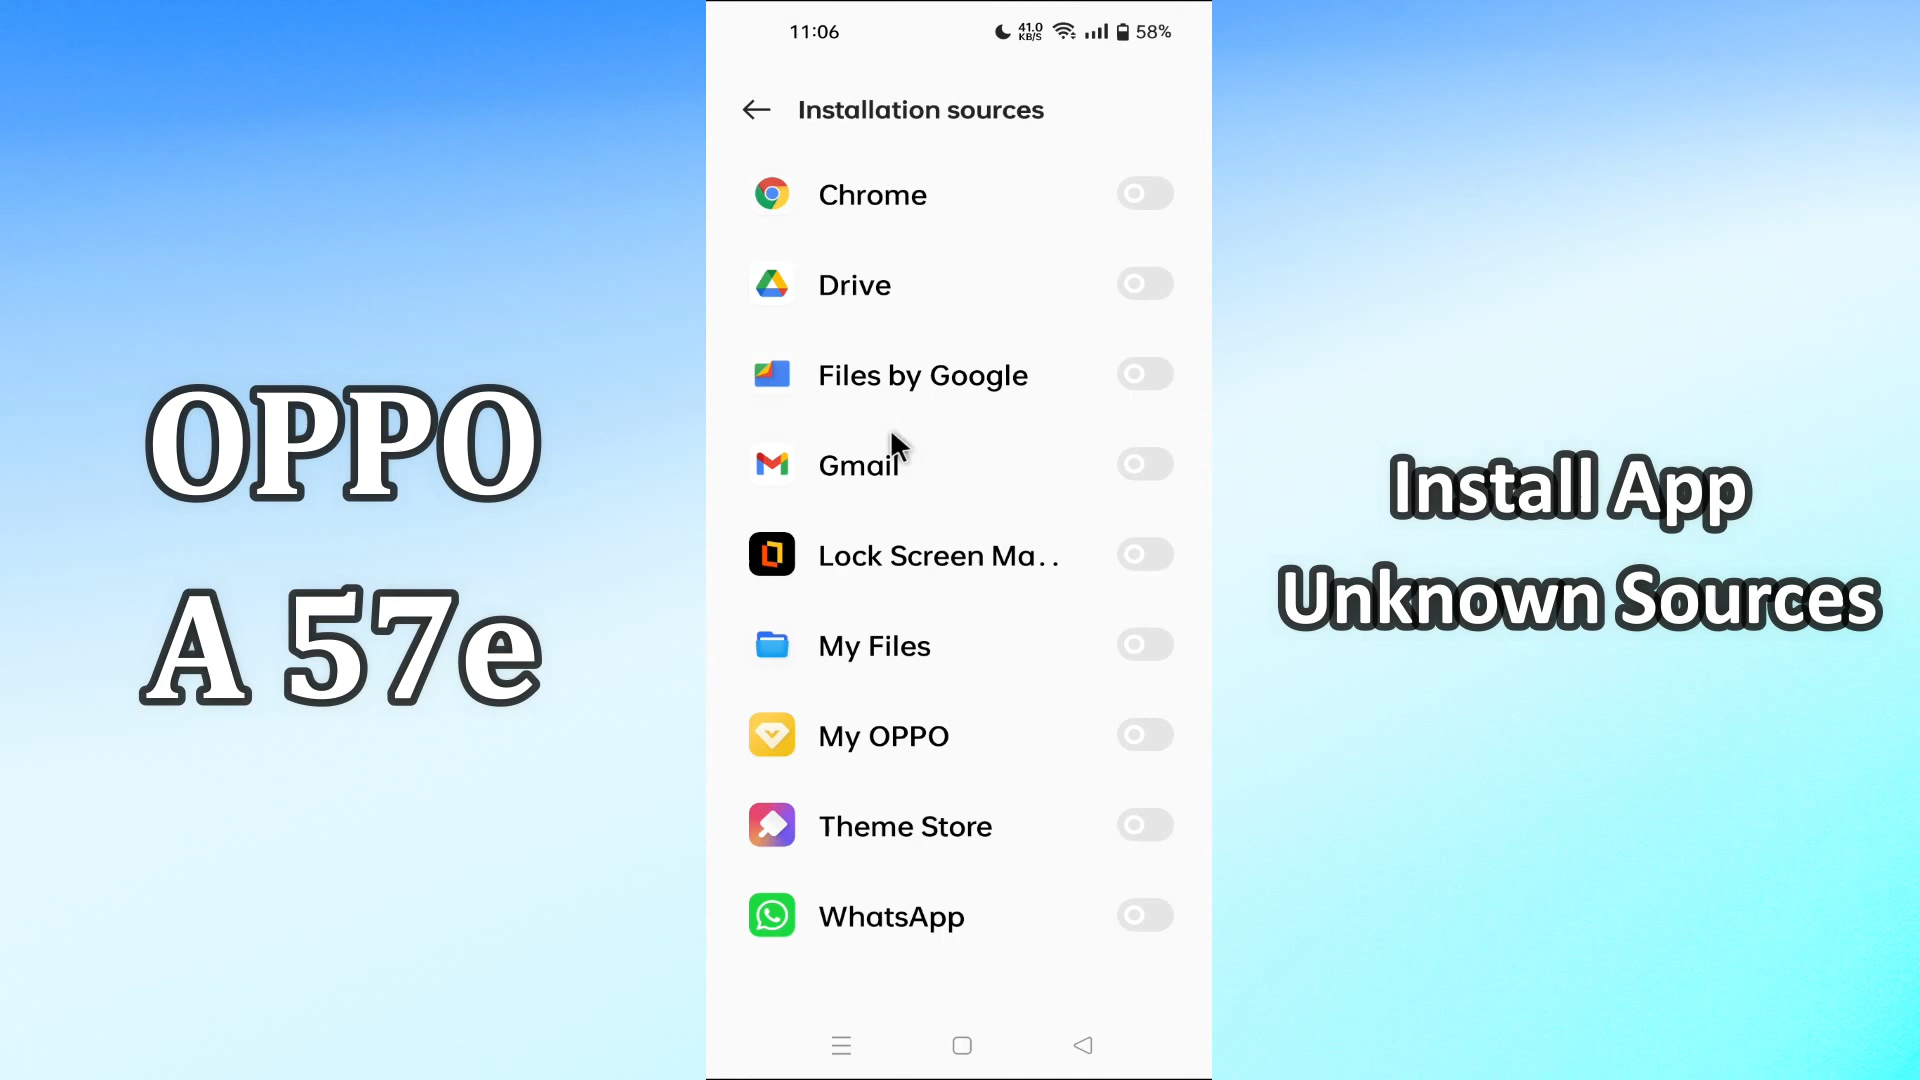 OPPO
A 57e
11:06
41.0
KB/S
58%
Installation sources
Chrome
Drive
Files by Google
Gmail
Lock Screen Ma..
My Files
My OPPO
Theme Store
WhatsApp
Install App
Unknown Sources